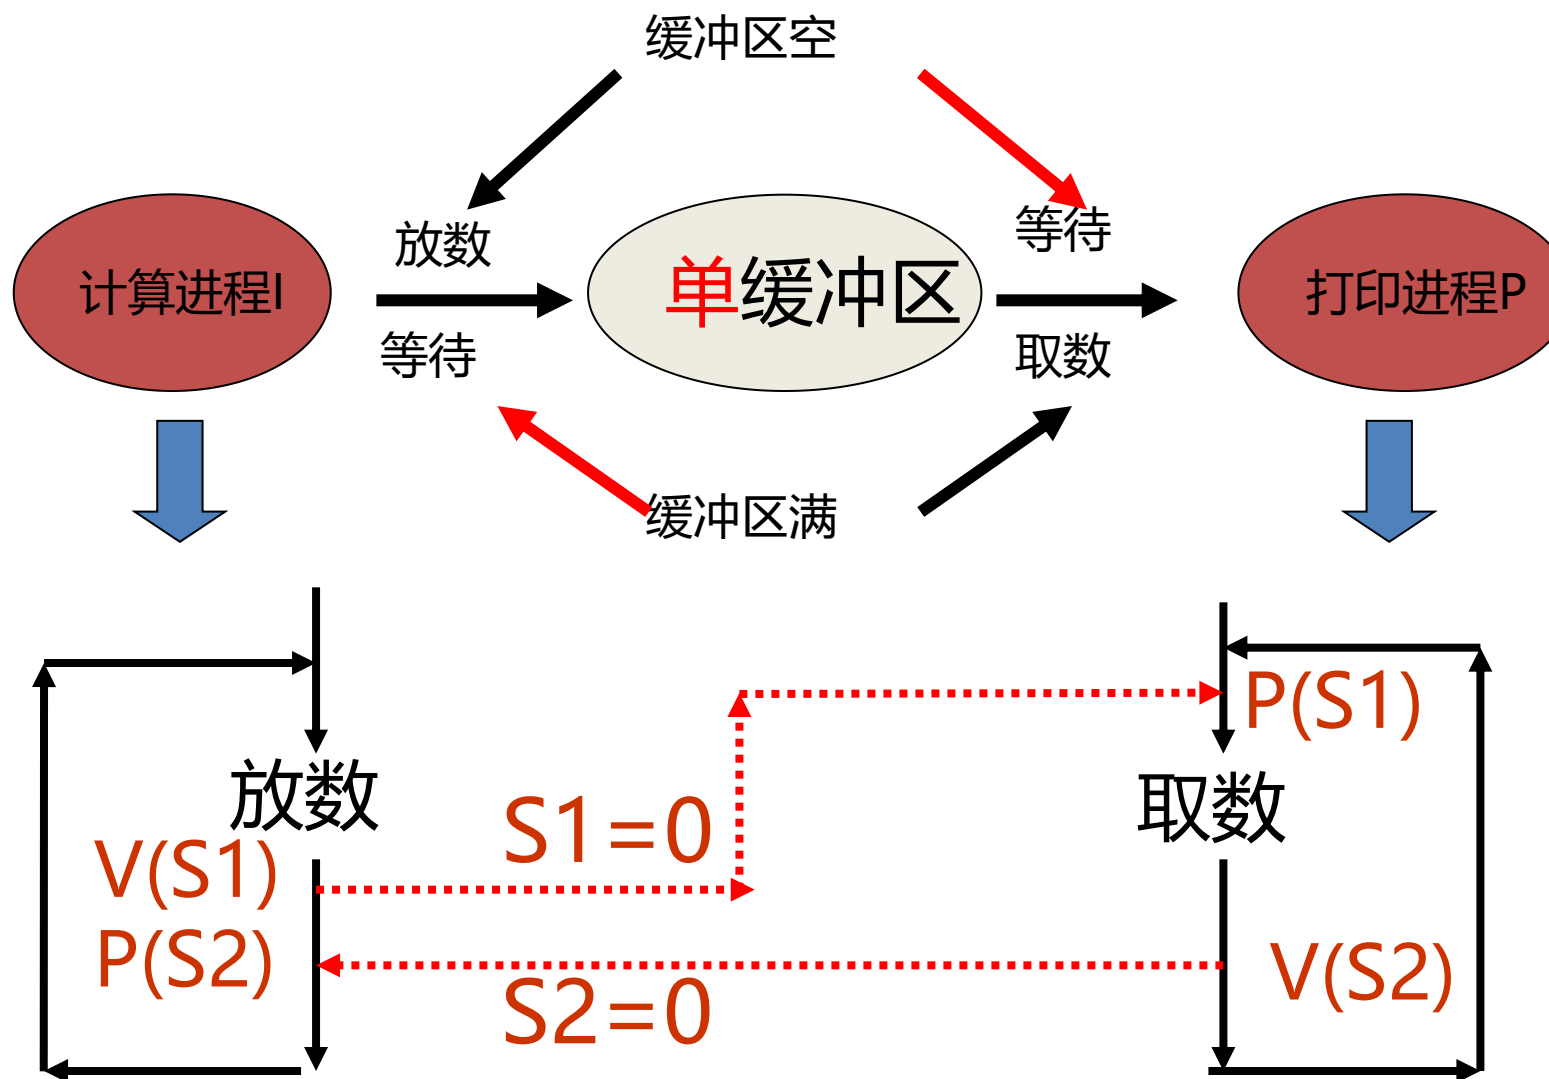 缓冲区空
放数
等待
计算进程I
单缓冲区
打印进程P
等待
取数
缓冲区满
P(S1)
放数
S1=0
取数
V(S1)
P(S2)
V(S2)
S2=0